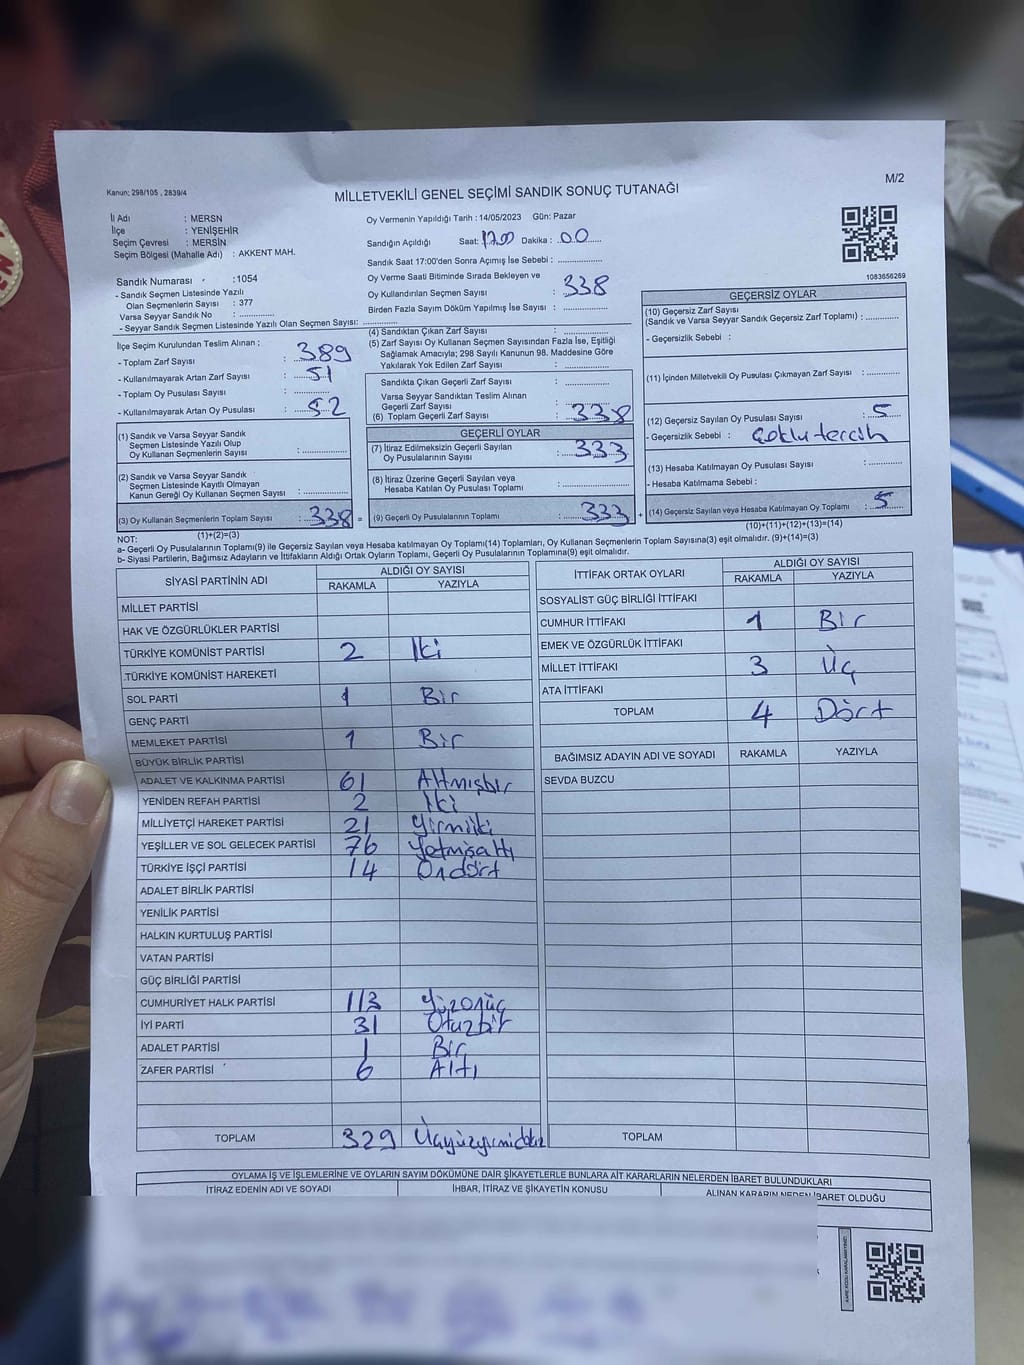 Kanun: 298/105 , 2839/4
MİLLETVEKİLİ GENEL SEÇİMİ SANDIK SONUÇ TUTANAĞI
M/2
İl Adı : MERSN
İlçe : YENİŞEHİR
Seçim Çevresi : MERSİN
Seçim Bölgesi (Mahalle Adı) : AKKENT MAH.
Oy Vermenin Yapıldığı Tarih : 14/05/2023 Gün: Pazar
Sandığın Açıldığı Saat: 17.00 Dakika : 00
Sandık Saat 17:00'den Sonra Açımış İse Sebebi :
Sandık Numarası : 1054
- Sandık Seçmen Listesinde Yazılı
Olan Seçmenlerin Sayısı : 377
Varsa Seyyar Sandık No :
- Seyyar Sandık Seçmen Listesinde Yazılı Olan Seçmen Sayısı:
Oy Verme Saati Bitiminde Sırada Bekleyen ve
Oy Kullandırılan Seçmen Sayısı : 338
Birden Fazla Sayım Döküm Yapılmış İse Sayısı :
1083656269
İlçe Seçim Kurulundan Teslim Alınan ;
- Toplam Zarf Sayısı : 389
- Kullanılmayarak Artan Zarf Sayısı : 51
- Toplam Oy Pusulası Sayısı :
- Kullanılmayarak Artan Oy Pusulası : 52
(1) Sandık ve Varsa Seyyar Sandık
Seçmen Listesinde Yazılı Olup
Oy Kullanan Seçmenlerin Sayısı :
(2) Sandık ve Varsa Seyyar Sandık
Seçmen Listesinde Kayıtlı Olmayan
Kanun Gereği Oy Kullanan Seçmen Sayısı :
(3) Oy Kullanan Seçmenlerin Toplam Sayısı : 338 =
(1)+(2)=(3)
(4) Sandıktan Çıkan Zarf Sayısı :
(5) Zarf Sayısı Oy Kullanan Seçmen Sayısından Fazla İse, Eşitliği
Sağlamak Amacıyla; 298 Sayılı Kanunun 98. Maddesine Göre
Yakılarak Yok Edilen Zarf Sayısı :
Sandıkta Çıkan Geçerli Zarf Sayısı :
Varsa Seyyar Sandıktan Teslim Alınan
Geçerli Zarf Sayısı :
(6) Toplam Geçerli Zarf Sayısı : 338
GEÇERLİ OYLAR
(7) İtiraz Edilmeksizin Geçerli Sayılan
Oy Pusulalarının Sayısı : 333
(8) İtiraz Üzerine Geçerli Sayılan veya
Hesaba Katılan Oy Pusulası Toplamı :
(9) Geçerli Oy Pusulalarının Toplamı : 333 +
GEÇERSİZ OYLAR
(10) Geçersiz Zarf Sayısı
(Sandık ve Varsa Seyyar Sandık Geçersiz Zarf Toplamı) :
- Geçersizlik Sebebi :
(11) İçinden Milletvekili Oy Pusulası Çıkmayan Zarf Sayısı :
(12) Geçersiz Sayılan Oy Pusulası Sayısı : 5
- Geçersizlik Sebebi : çoklu tercih
(13) Hesaba Katılmayan Oy Pusulası Sayısı :
- Hesaba Katılmama Sebebi :
(14) Geçersiz Sayılan veya Hesaba Katılmayan Oy Toplamı : 5
(10)+(11)+(12)+(13)=(14)
NOT:
a- Geçerli Oy Pusulasının Toplamı(9) ile Geçersiz Sayılan veya Hesaba katılmayan Oy Toplamı(14) Toplamları, Oy Kullanan Seçmenlerin Toplam Sayısına(3) eşit olmalıdır. (9)+(14)=(3)
b- Siyasi Partilerin, Bağımsız Adayların ve İttifakların Aldığı Ortak Oyların Toplamı, Geçerli Oy Pusulalarının Toplamına(9) eşit olmalıdır.
SİYASİ PARTİNİN ADI
ALDIĞI OY SAYISI
RAKAMLA YAZIYLA
MİLLET PARTİSİ
HAK VE ÖZGÜRLÜKLER PARTİSİ
TÜRKİYE KOMÜNİST PARTİSİ 2 İki
TÜRKİYE KOMÜNİST HAREKETİ
SOL PARTİ 1 Bir
GENÇ PARTİ
MEMLEKET PARTİSİ 1 Bir
BÜYÜK BİRLİK PARTİSİ
ADALET VE KALKINMA PARTİSİ 61 Altmışbir
YENİDEN REFAH PARTİSİ 2 İki
MİLLİYETÇİ HAREKET PARTİSİ 21
YEŞİLLER VE SOL GELECEK PARTİSİ 76 Yetmişaltı
TÜRKİYE İŞÇİ PARTİSİ 14 Ondört
ADALET BİRLİK PARTİSİ
YENİLİK PARTİSİ
HALKIN KURTULUŞ PARTİSİ
VATAN PARTİSİ
GÜÇ BİRLİĞİ PARTİSİ
CUMHURİYET HALK PARTİSİ 113 Yüzonüç
İYİ PARTİ 31 Otuzbir
ADALET PARTİSİ 1 Bir
ZAFER PARTİSİ 6 Altı
TOPLAM 329
İTTİFAK ORTAK OYLARI
ALDIĞI OY SAYISI
RAKAMLA YAZIYLA
SOSYALİST GÜÇ BİRLİĞİ İTTİFAKI
CUMHUR İTTİFAKI 1 Bir
EMEK VE ÖZGÜRLÜK İTTİFAKI
MİLLET İTTİFAKI 3 Üç
ATA İTTİFAKI
TOPLAM 4 Dört
BAĞIMSIZ ADAYIN ADI VE SOYADI RAKAMLA YAZIYLA
SEVDA BUZCU
TOPLAM
OYLAMA İŞ VE İŞLEMLERİNE VE OYLARIN SAYIM DÖKÜMÜNE DAİR ŞİKAYETLERLE BUNLARA AİT KARARLARIN NELERDEN İBARET BULUNDUKLARI
İTİRAZ EDENİN ADI VE SOYADI İHBAR, İTİRAZ VE ŞİKAYETİN KONUSU ALINAN KARARIN NEDEN İBARET OLDUĞU